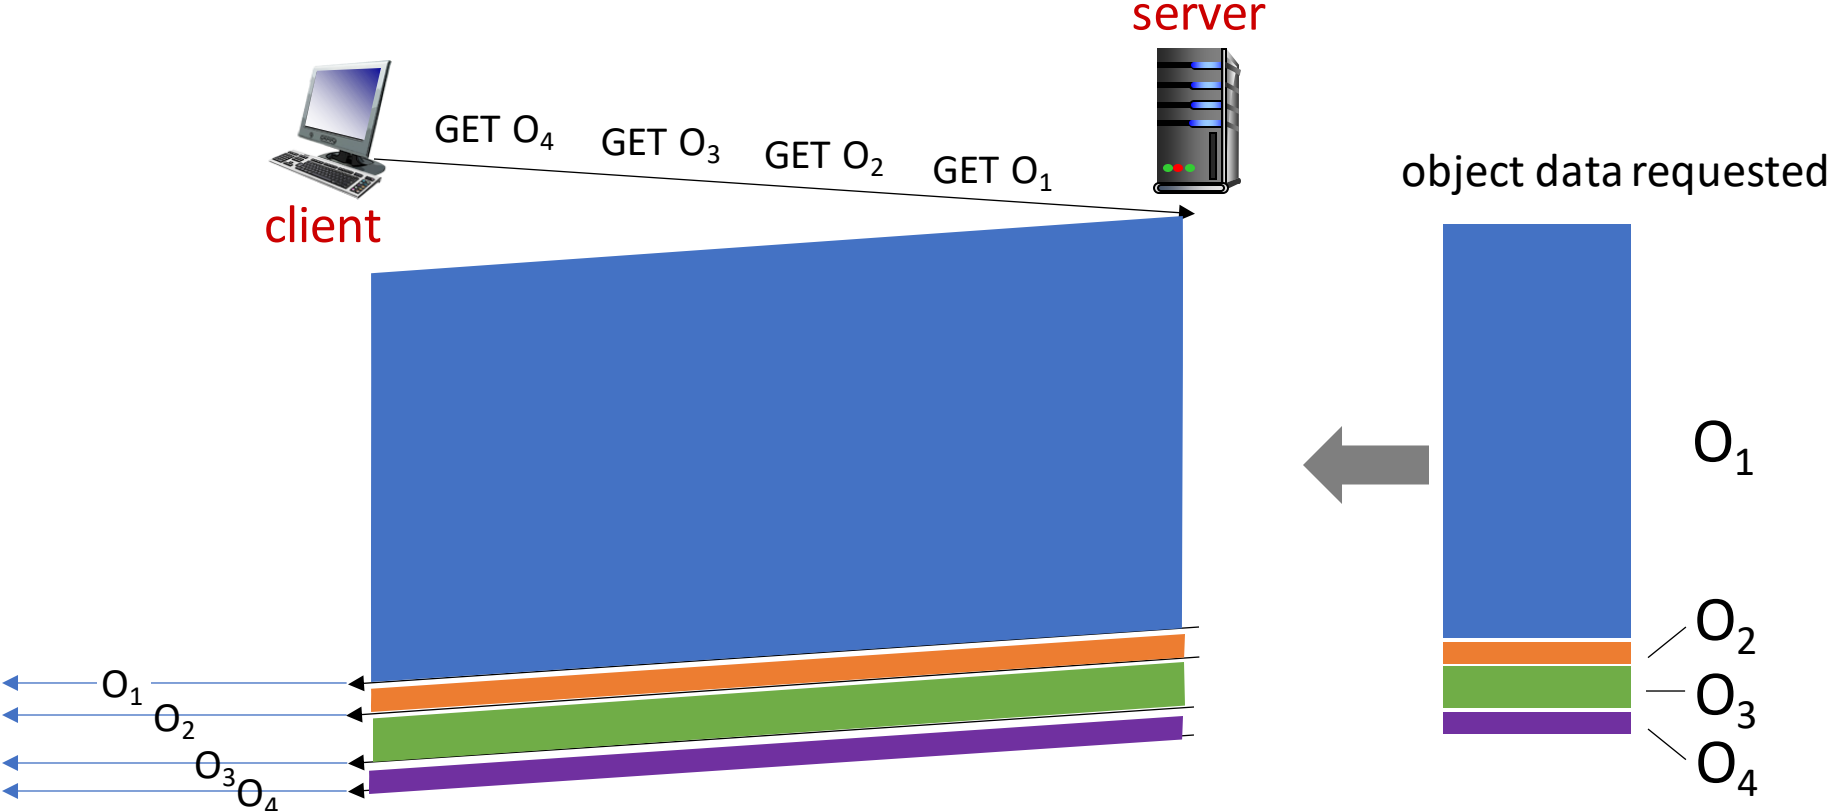 server
GET O₄
GET O₃
GET O₂
GET O₁
object data requested
client
O₁
O₂
O₁
O₂
O₃
O₃
O₄
O₄